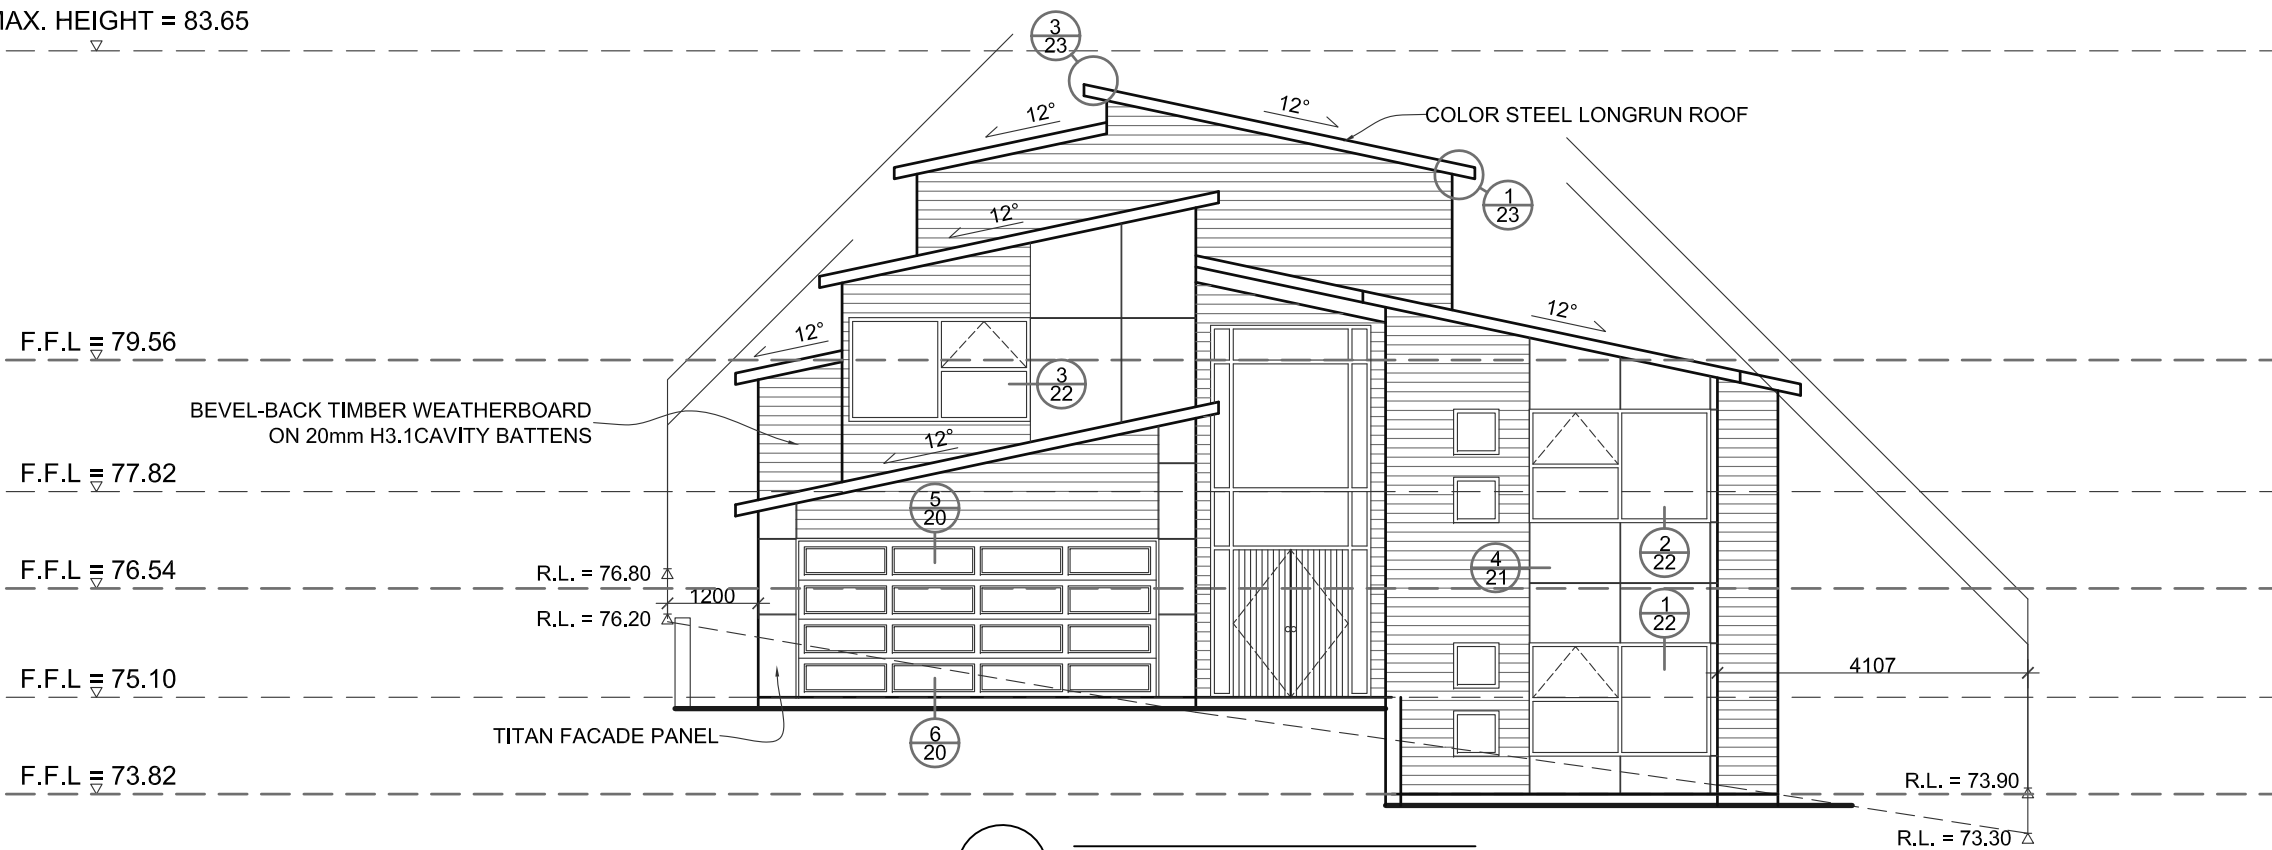 MAX. HEIGHT = 83.65
3
23
12°
12°
COLOR STEEL LONGRUN ROOF
1
23
12°
12°
12°
F.F.L = 79.56
3
22
BEVEL-BACK TIMBER WEATHERBOARD
ON 20mm H3.1CAVITY BATTENS
12°
F.F.L = 77.82
5
20
2
22
4
21
F.F.L = 76.54
R.L. = 76.80
1200
R.L. = 76.20
1
22
4107
F.F.L = 75.10
TITAN FACADE PANEL
6
20
F.F.L = 73.82
R.L. = 73.90
R.L. = 73.30